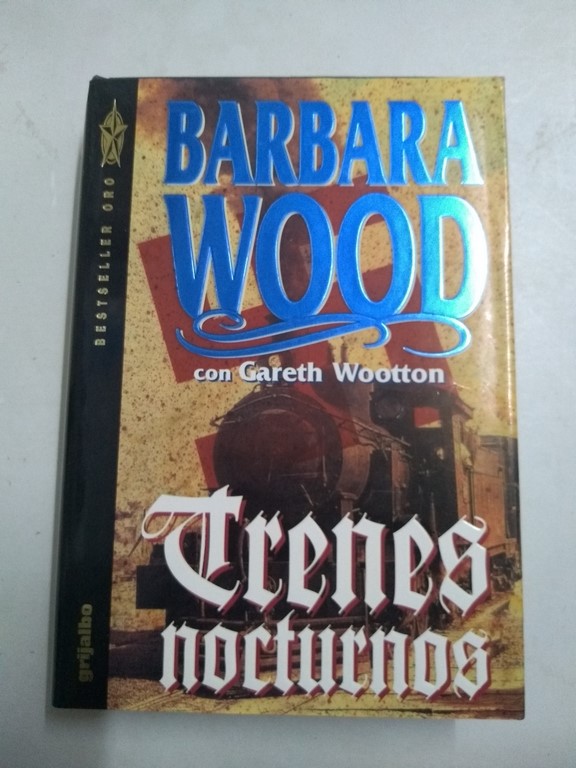 BESTSELLER ORO
BARBARA
WOOD
con Gareth Wootton
Trenes
nocturnos
grijalbo